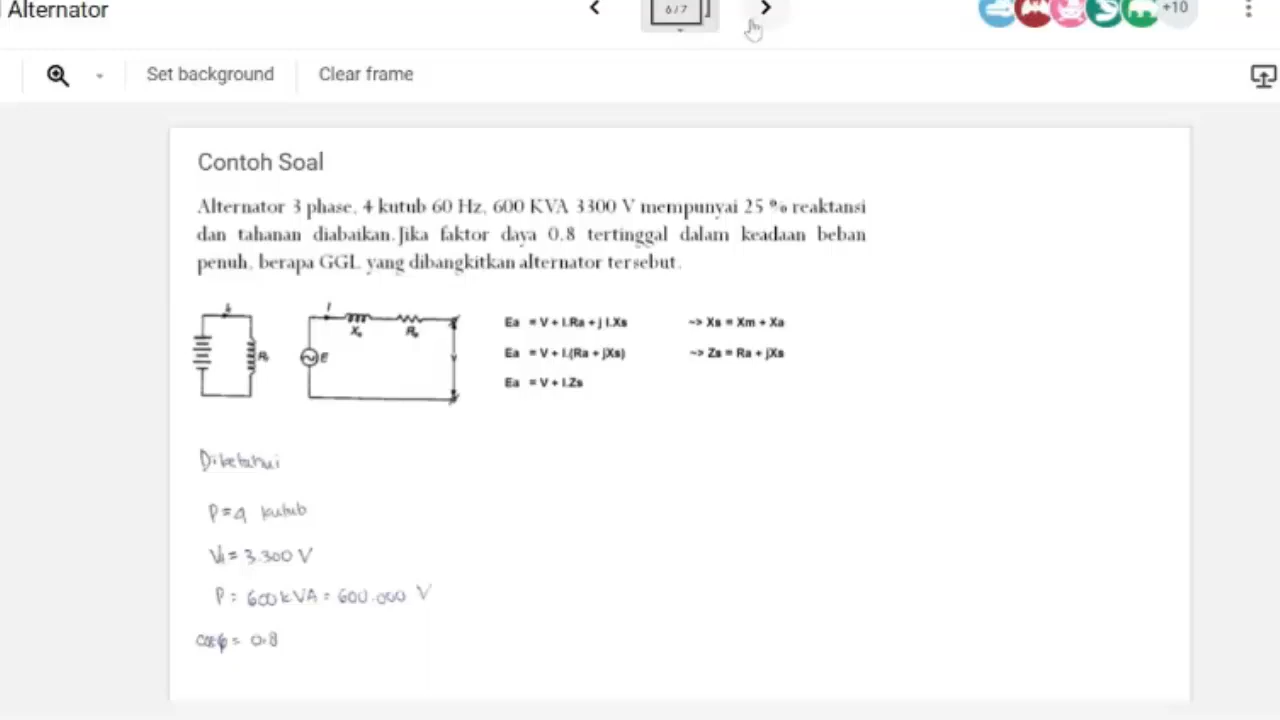 Alternator
6 / 7
+10
Set background
Clear frame
Contoh Soal
Alternator 3 phase, 4 kutub 60 Hz, 600 KVA 3300 V mempunyai 25 % reaktansi
dan tahanan diabaikan. Jika faktor daya 0.8 tertinggal dalam keadaan beban
penuh, berapa GGL yang dibangkitkan alternator tersebut.
I
E
V
Ea = V + I.Ra + j I.Xs ~> Xs = Xm + Xa
Ea = V + I.(Ra + jXs) ~> Zs = Ra + jXs
Ea = V + I.Zs
Diketahui
P = 4 kutub
= 3.300 V
P = 600 kVA = 600.000 V
cos φ = 0.8